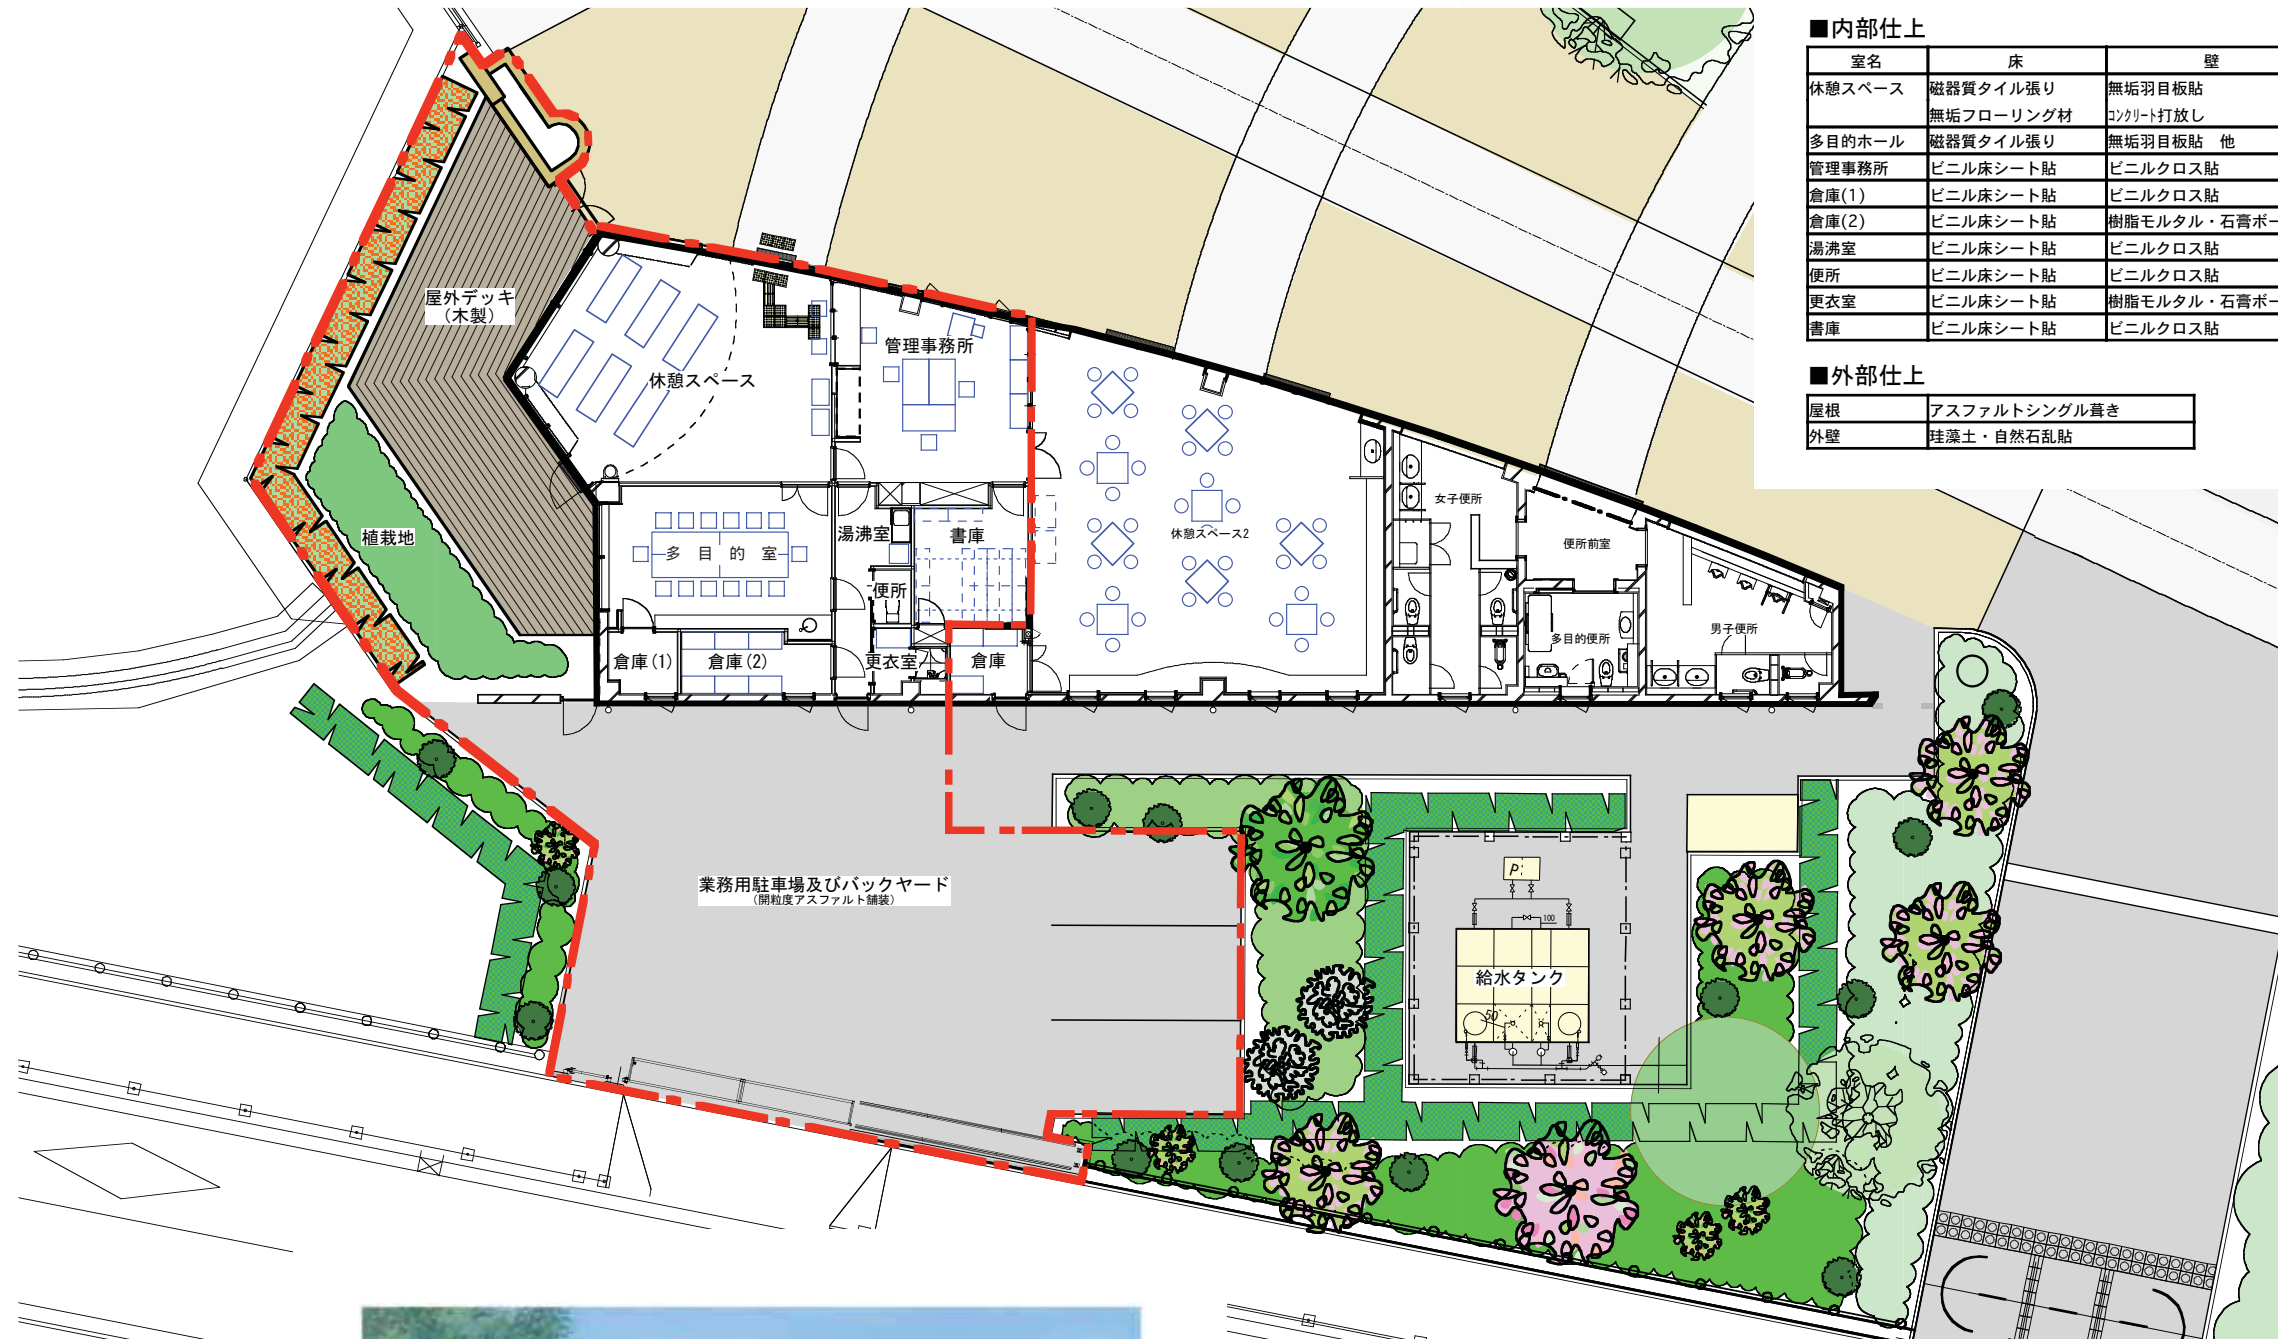 ■内部仕上
室名 床 壁
休憩スペース 磁器質タイル張り 無垢羽目板貼
無垢フローリング材 コンクリート打放し
多目的ホール 磁器質タイル張り 無垢羽目板貼 他
管理事務所 ビニル床シート貼 ビニルクロス貼
倉庫(1) ビニル床シート貼 ビニルクロス貼
倉庫(2) ビニル床シート貼 樹脂モルタル・石膏ボー
湯沸室 ビニル床シート貼 ビニルクロス貼
便所 ビニル床シート貼 ビニルクロス貼
更衣室 ビニル床シート貼 樹脂モルタル・石膏ボー
書庫 ビニル床シート貼 ビニルクロス貼
■外部仕上
屋根 アスファルトシングル葺き
外壁 珪藻土・自然石乱貼
屋外デッキ
(木製)
管理事務所
休憩スペース
植栽地
多目的室
湯沸室
書庫
休憩スペース2
女子便所
便所前室
便所
多目的便所
男子便所
倉庫(1)
倉庫(2)
更衣室
倉庫
業務用駐車場及びバックヤード
(開粒度アスファルト舗装)
P
100
給水タンク
50